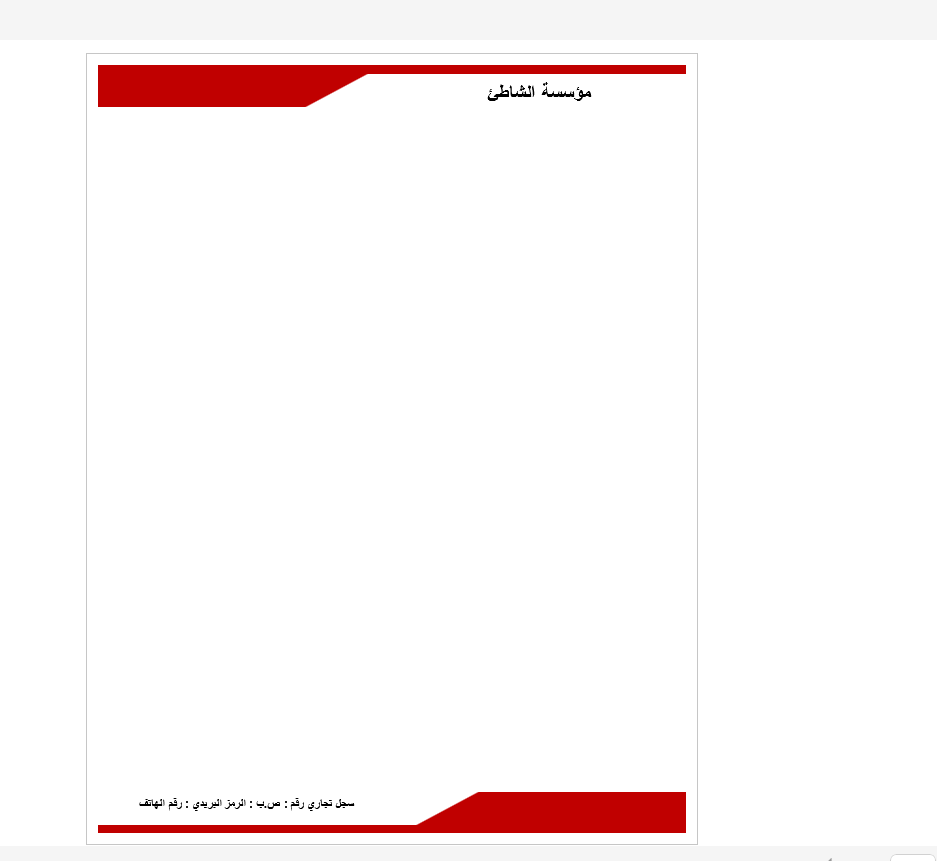 مؤسسة الشاطئ
سجل تجاري رقم : ص.ب : الرمز البريدي : رقم الهاتف